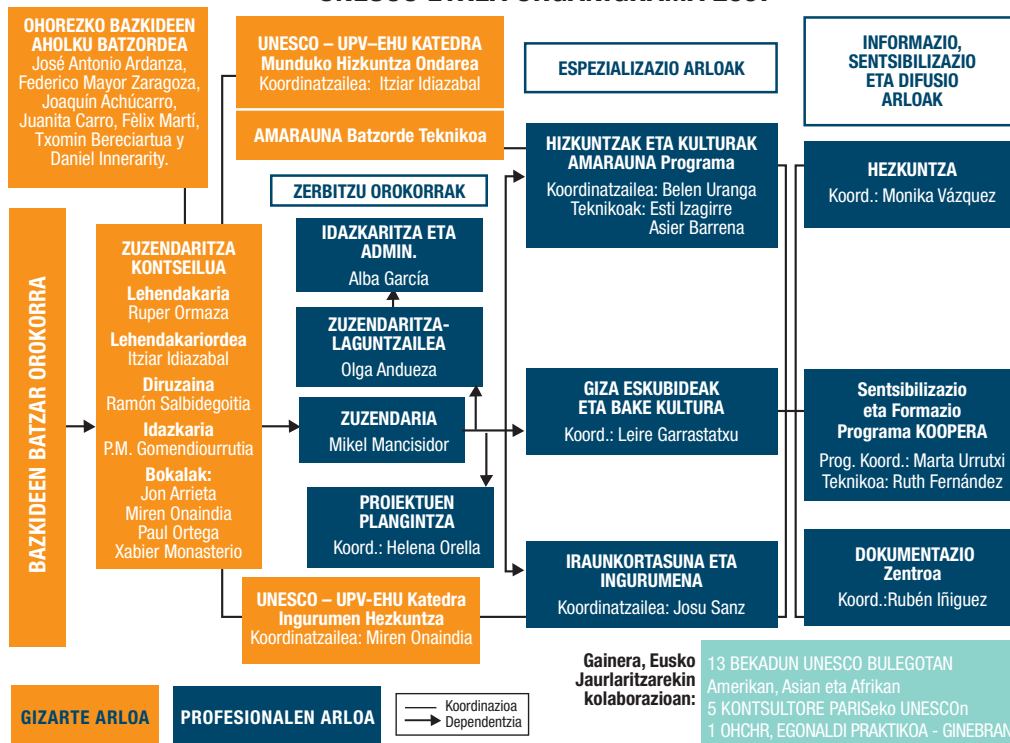 OHOREZKO BAZKIDEEN
AHOLKU BATZORDEA
José Antonio Ardanza,
Federico Mayor Zaragoza,
Joaquín Achúcarro,
Juanita Carro, Fèlix Martí,
Txomin Bereciartua y
Daniel Innerarity.
UNESCO – UPV–EHU KATEDRA
Munduko Hizkuntza Ondarea
Koordinatzailea: Itziar Idiazabal
AMARAUNA Batzorde Teknikoa
ESPEZIALIZAZIO ARLOAK
INFORMAZIO,
SENTSIBILIZAZIO
ETA DIFUSIO
ARLOAK
BAZKIDEEN BATZAR OROKORRA
ZUZENDARITZA
KONTSEILUA
Lehendakaria
Ruper Ormaza
Lehendakariordea
Itziar Idiazabal
Diruzaina
Ramón Salbidegoitia
Idazkaria
P.M. Gomendiourrutia
Bokalak:
Jon Arrieta
Miren Onaindia
Paul Ortega
Xabier Monasterio
ZERBITZU OROKORRAK
IDAZKARITZA ETA
ADMIN.
Alba García
ZUZENDARITZA-
LAGUNTZAILEA
Olga Andueza
ZUZENDARIA
Mikel Mancisidor
PROIEKTUEN
PLANGINTZA
Koord.: Helena Orella
UNESCO – UPV-EHU Katedra
Ingurumen Hezkuntza
Koordinatzailea: Miren Onaindia
HIZKUNTZAK ETA KULTURAK
AMARAUNA Programa
Koordinatzailea: Belen Uranga
Teknikoak: Esti Izagirre
Asier Barrena
GIZA ESKUBIDEAK
ETA BAKE KULTURA
Koord.: Leire Garrastatxu
IRAUNKORTASUNA ETA
INGURUMENA
Koordinatzailea: Josu Sanz
HEZKUNTZA
Koord.: Monika Vázquez
Sentsibilizazio
eta Formazio
Programa KOOPERA
Prog. Koord.: Marta Urrutxi
Teknikoa: Ruth Fernández
DOKUMENTAZIO
Zentroa
Koord.:Rubén Iñiguez
Gainera, Eusko
Jaurlaritzarekin
kolaborazioan:
13 BEKADUN UNESCO BULEGOTAN
Amerikan, Asian eta Afrikan
5 KONTSULTORE PARISeko UNESCOn
1 OHCHR, EGONALDI PRAKTIKOA - GINEBRAN
GIZARTE ARLOA
PROFESIONALEN ARLOA
Koordinazioa
Dependentzia